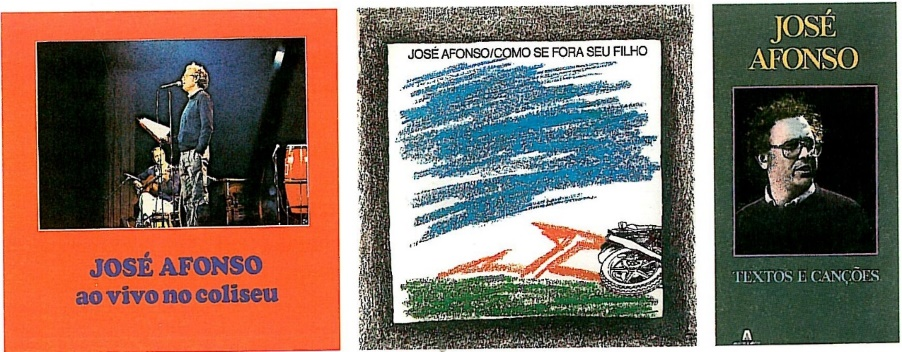 JOSÉ AFONSO
ao vivo no coliseu
JOSÉ AFONSO/COMO SE FORA SEU FILHO
JOSÉ
AFONSO
TEXTOS E CANÇÕES
A